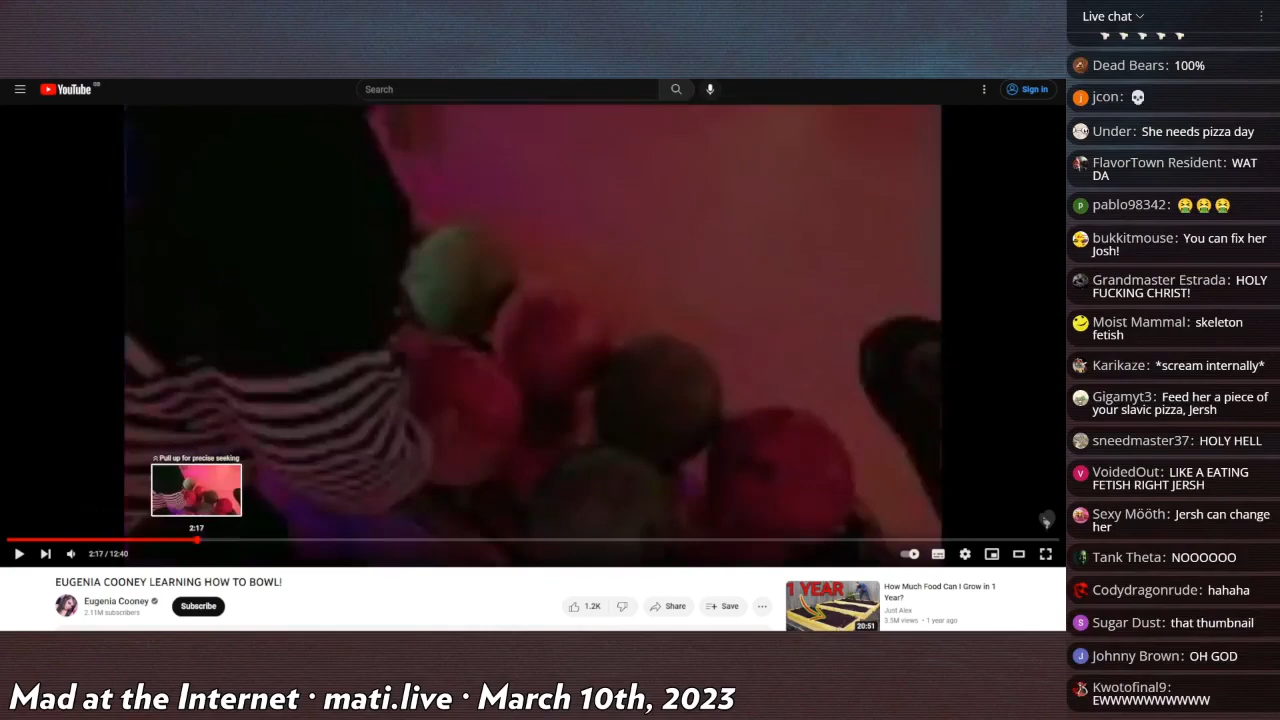 YouTube GB
Search
Sign in
Pull up for precise seeking
2:17
2:17 / 12:40
EUGENIA COONEY LEARNING HOW TO BOWL!
Eugenia Cooney
2.11M subscribers
Subscribe
1.2K
Share
Save
1 YEAR
20:51
How Much Food Can I Grow in 1
Year?
Just Alex
3.5M views • 1 year ago
Mad at the Internet · mati.live · March 10th, 2023
Live chat
Dead Bears: 100%
jcon: 💀
Under: She needs pizza day
FlavorTown Resident: WAT
DA
pablo98342: 🤮🤮🤮
bukkitmouse: You can fix her
Josh!
Grandmaster Estrada: HOLY
FUCKING CHRIST!
Moist Mammal: skeleton
fetish
Karikaze: *scream internally*
Gigamyt3: Feed her a piece of
your slavic pizza, Jersh
sneedmaster37: HOLY HELL
VoidedOut: LIKE A EATING
FETISH RIGHT JERSH
Sexy Mööth: Jersh can change
her
Tank Theta: NOOOOOO
Codydragonrude: hahaha
Sugar Dust: that thumbnail
Johnny Brown: OH GOD
Kwotofinal9:
EWWWWWWWWWW